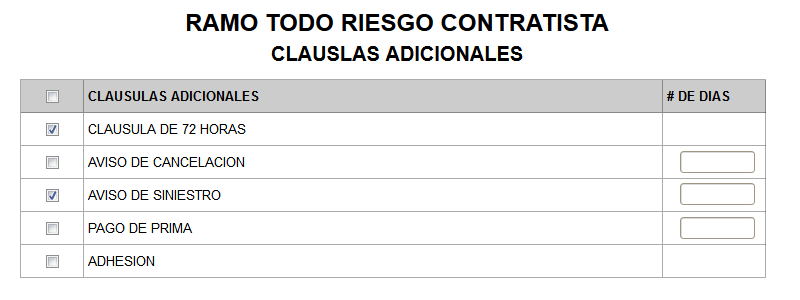 RAMO TODO RIESGO CONTRATISTA
CLAUSLAS ADICIONALES
CLAUSULAS ADICIONALES # DE DIAS
CLAUSULA DE 72 HORAS
AVISO DE CANCELACION
AVISO DE SINIESTRO
PAGO DE PRIMA
ADHESION